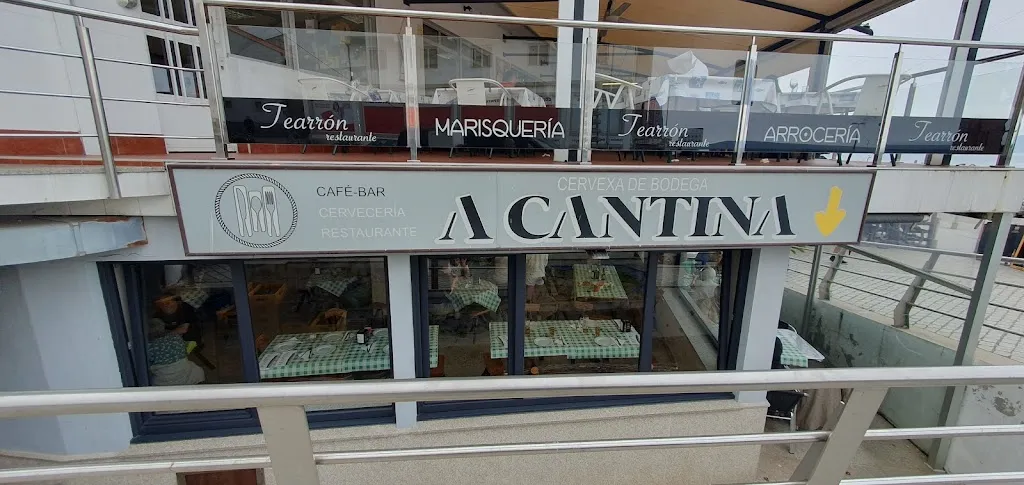 Tearrón
restaurante
MARISQUERÍA
Tearrón
restaurante
ARROCERÍA
Tearrón
restaurante
CAFÉ-BAR
CERVECERÍA
RESTAURANTE
CERVEXA DE BODEGA
A CANTINA